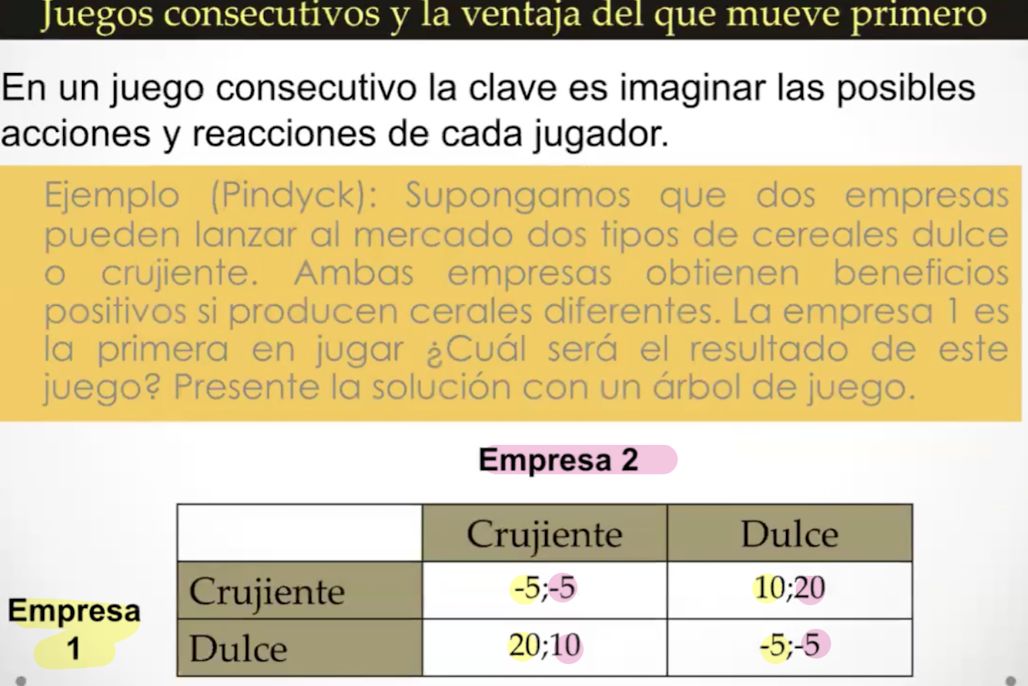 Juegos consecutivos y la ventaja del que mueve primero
En un juego consecutivo la clave es imaginar las posibles
acciones y reacciones de cada jugador.
Ejemplo (Pindyck): Supongamos que dos empresas
pueden lanzar al mercado dos tipos de cereales dulce
o crujiente. Ambas empresas obtienen beneficios
positivos si producen cerales diferentes. La empresa 1 es
la primera en jugar ¿Cuál será el resultado de este
juego? Presente la solución con un árbol de juego.
Empresa 2
Crujiente Dulce
Crujiente -5;-5 10;20
Empresa
1
Dulce 20;10 -5;-5